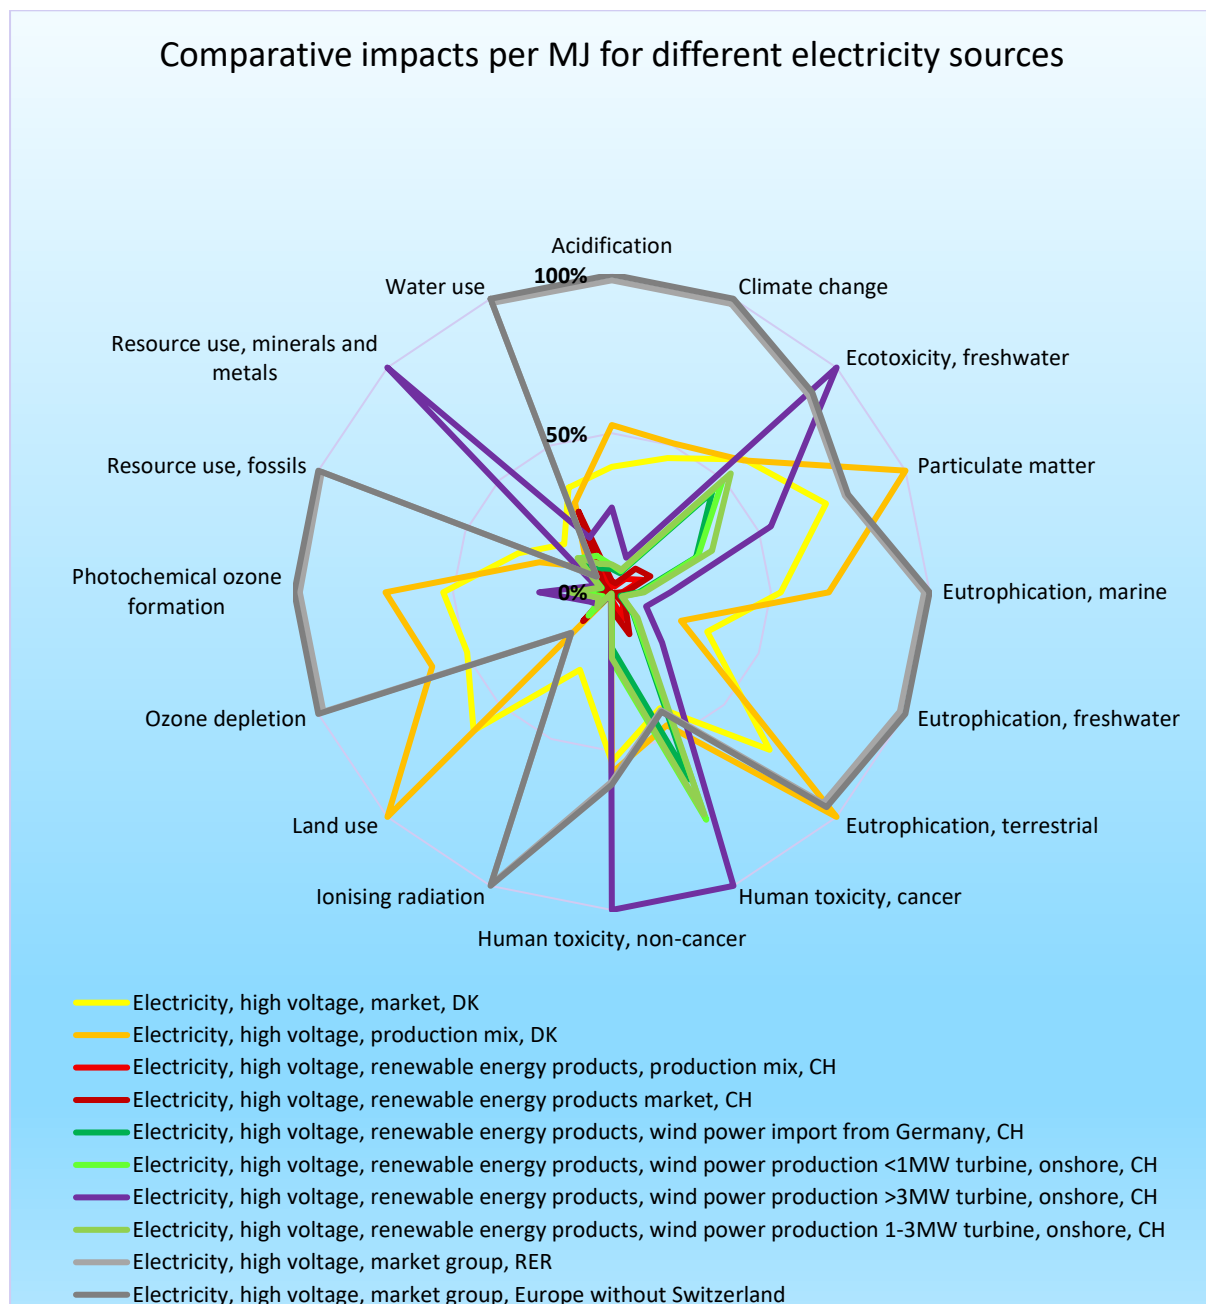 Comparative impacts per MJ for different electricity sources
Acidification
100%
Water use
Climate change
Resource use, minerals and
metals
Ecotoxicity, freshwater
50%
Resource use, fossils
Particulate matter
Photochemical ozone
formation
0%
Eutrophication, marine
Ozone depletion
Eutrophication, freshwater
Land use
Eutrophication, terrestrial
Ionising radiation
Human toxicity, cancer
Human toxicity, non-cancer
Electricity, high voltage, market, DK
Electricity, high voltage, production mix, DK
Electricity, high voltage, renewable energy products, production mix, CH
Electricity, high voltage, renewable energy products market, CH
Electricity, high voltage, renewable energy products, wind power import from Germany, CH
Electricity, high voltage, renewable energy products, wind power production <1MW turbine, onshore, CH
Electricity, high voltage, renewable energy products, wind power production >3MW turbine, onshore, CH
Electricity, high voltage, renewable energy products, wind power production 1-3MW turbine, onshore, CH
Electricity, high voltage, market group, RER
Electricity, high voltage, market group, Europe without Switzerland